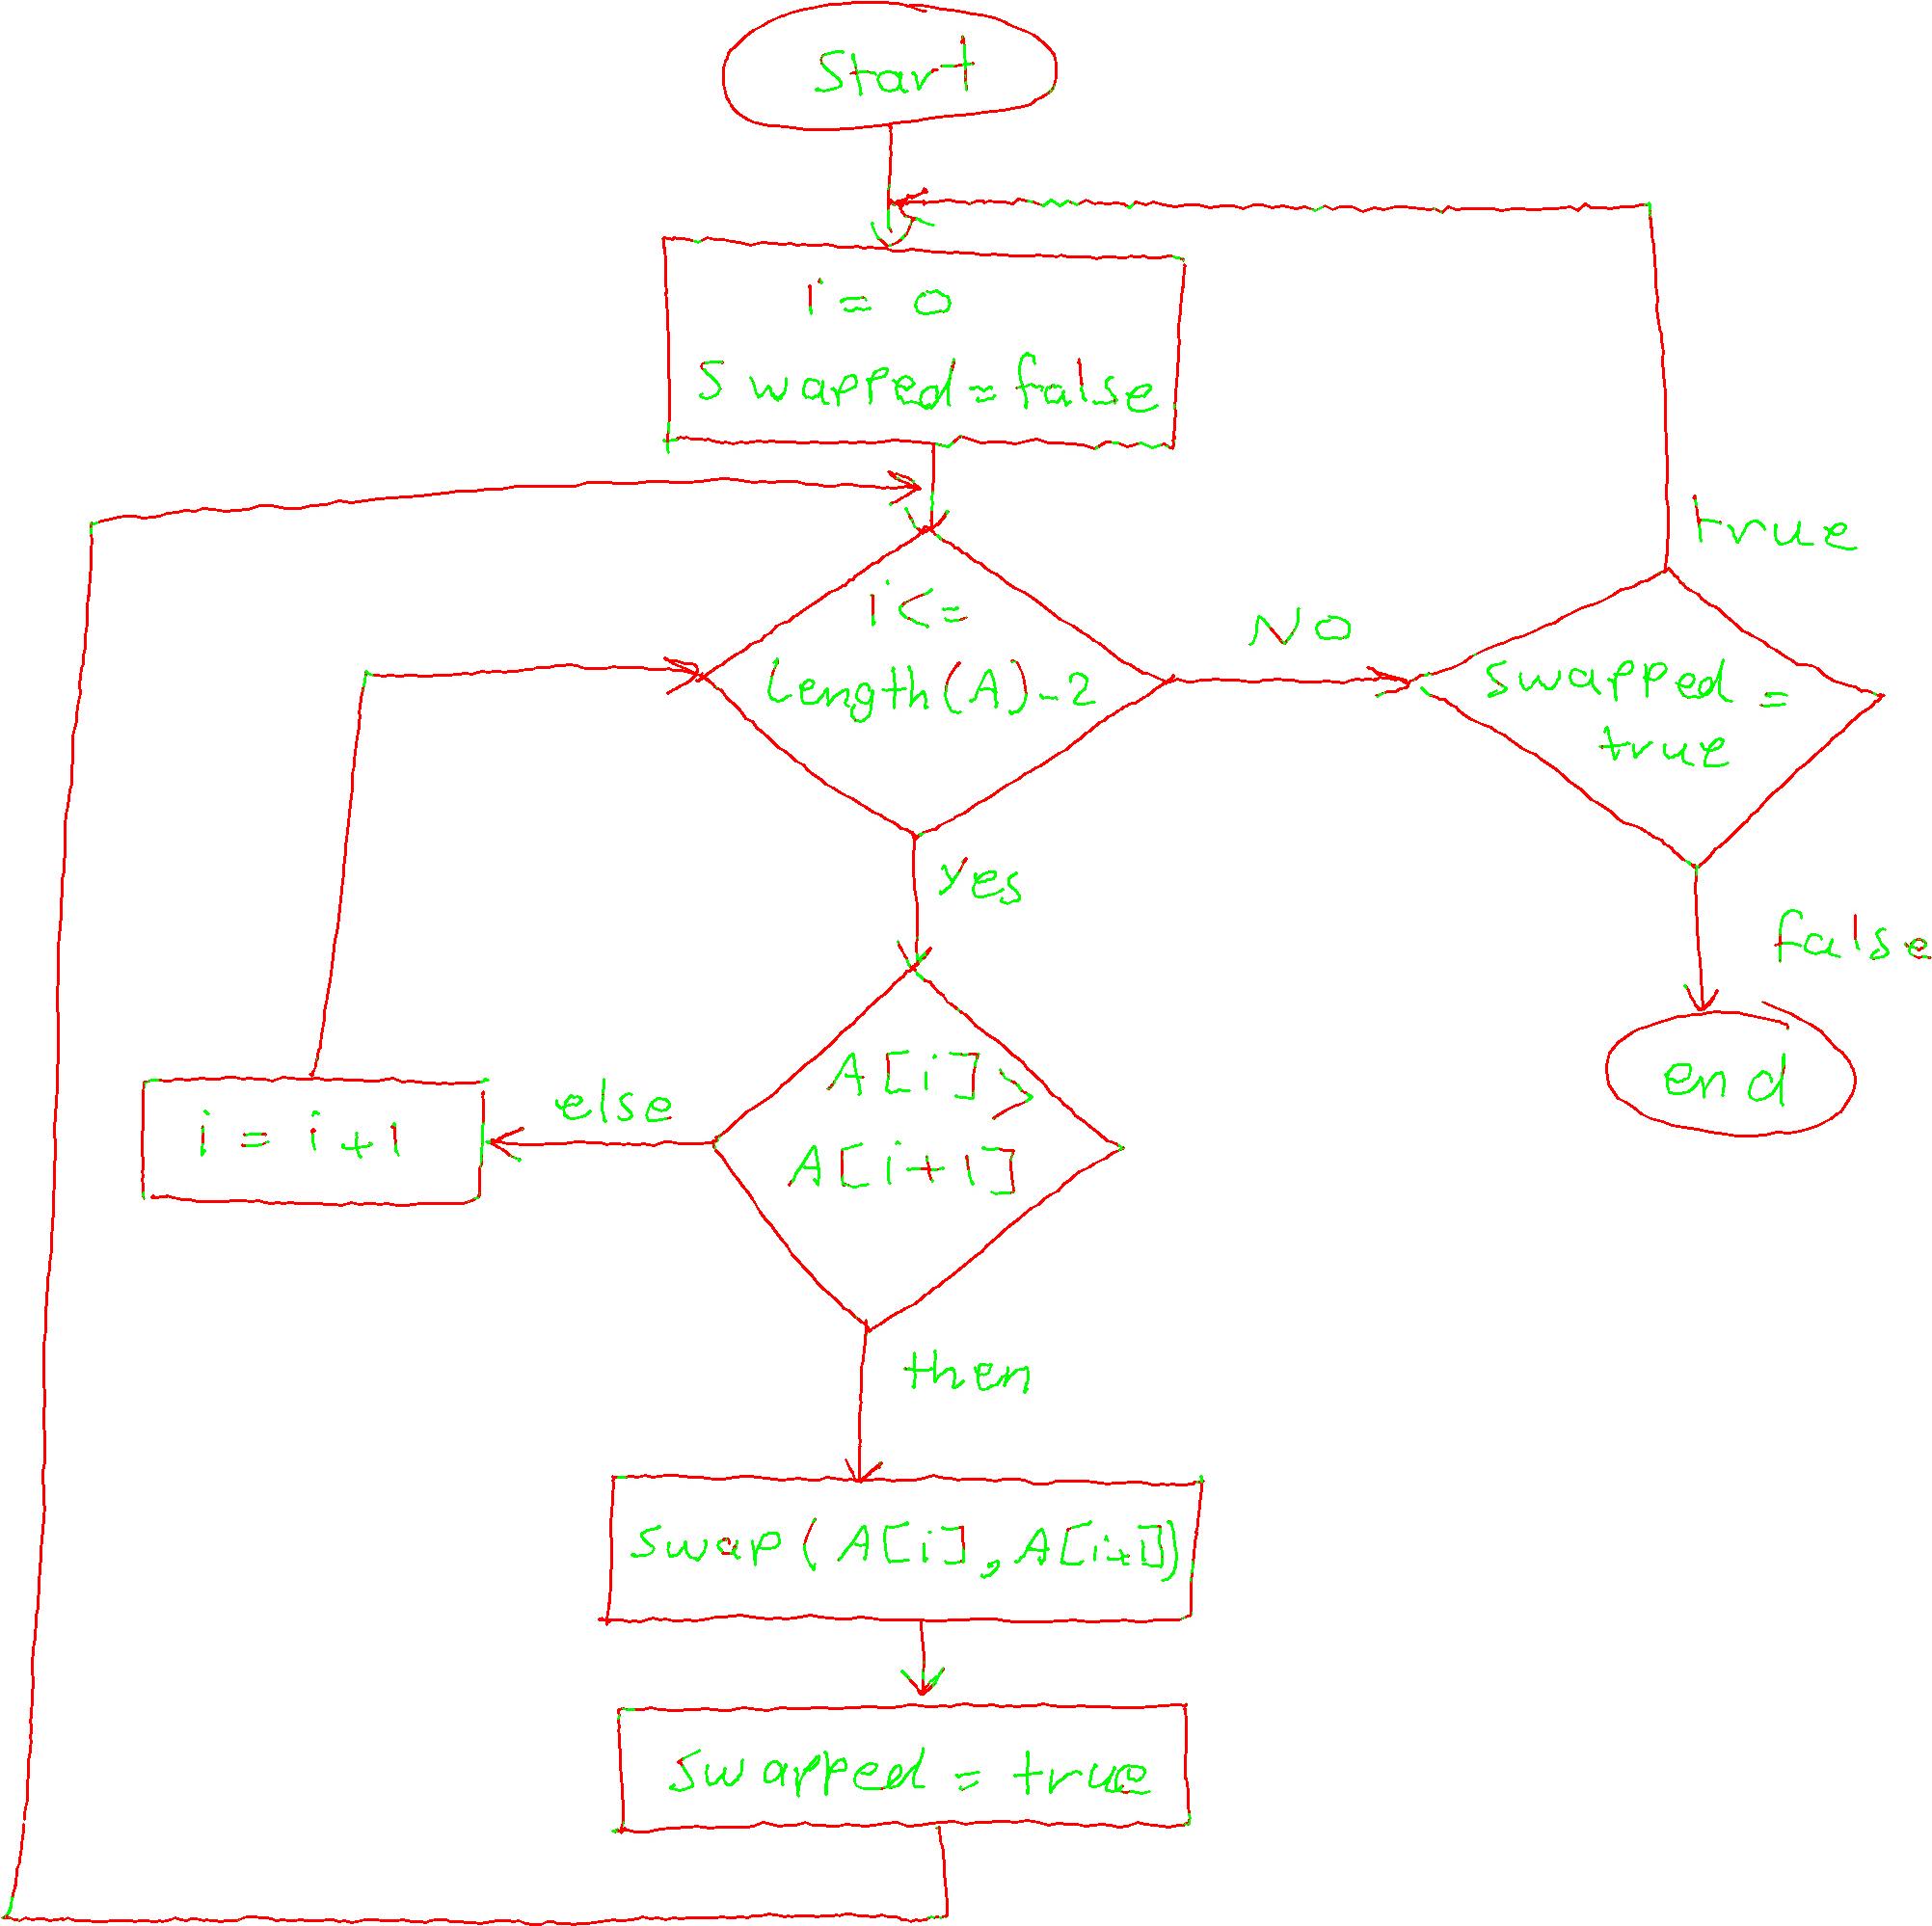 Start
i = 0
swapped = false
true
i <=
Length(A)-2
No
swapped =
true
yes
false
end
A[i] >
A[i+1]
else
i = i+1
then
swap(A[i], A[i+1])
swapped = true